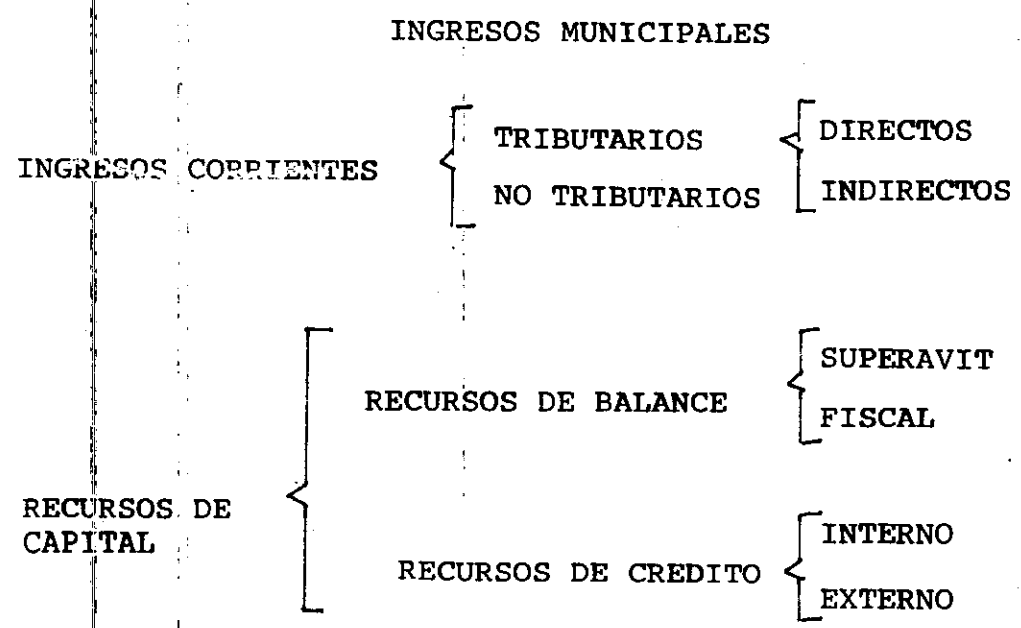 INGRESOS MUNICIPALES
INGRESOS CORRIENTES
TRIBUTARIOS
NO TRIBUTARIOS
DIRECTOS
INDIRECTOS
RECURSOS DE
CAPITAL
RECURSOS DE BALANCE
SUPERAVIT
FISCAL
RECURSOS DE CREDITO
INTERNO
EXTERNO